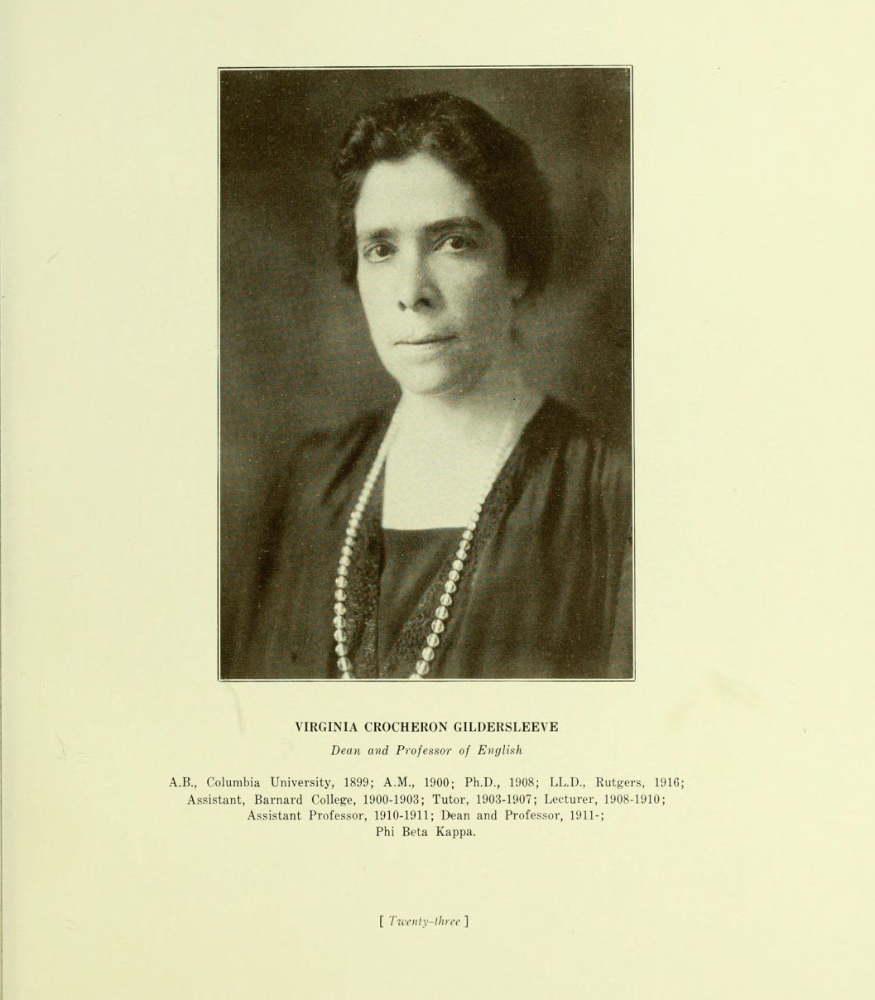 VIRGINIA CROCHERON GILDERSLEEVE
Dean and Professor of English
A.B., Columbia University, 1899; A.M., 1900; Ph.D., 1908; LL.D., Rutgers, 1916;
Assistant, Barnard College, 1900-1903; Tutor, 1903-1907; Lecturer, 1908-1910;
Assistant Professor, 1910-1911; Dean and Professor, 1911-;
Phi Beta Kappa.
[ Twenty-three ]